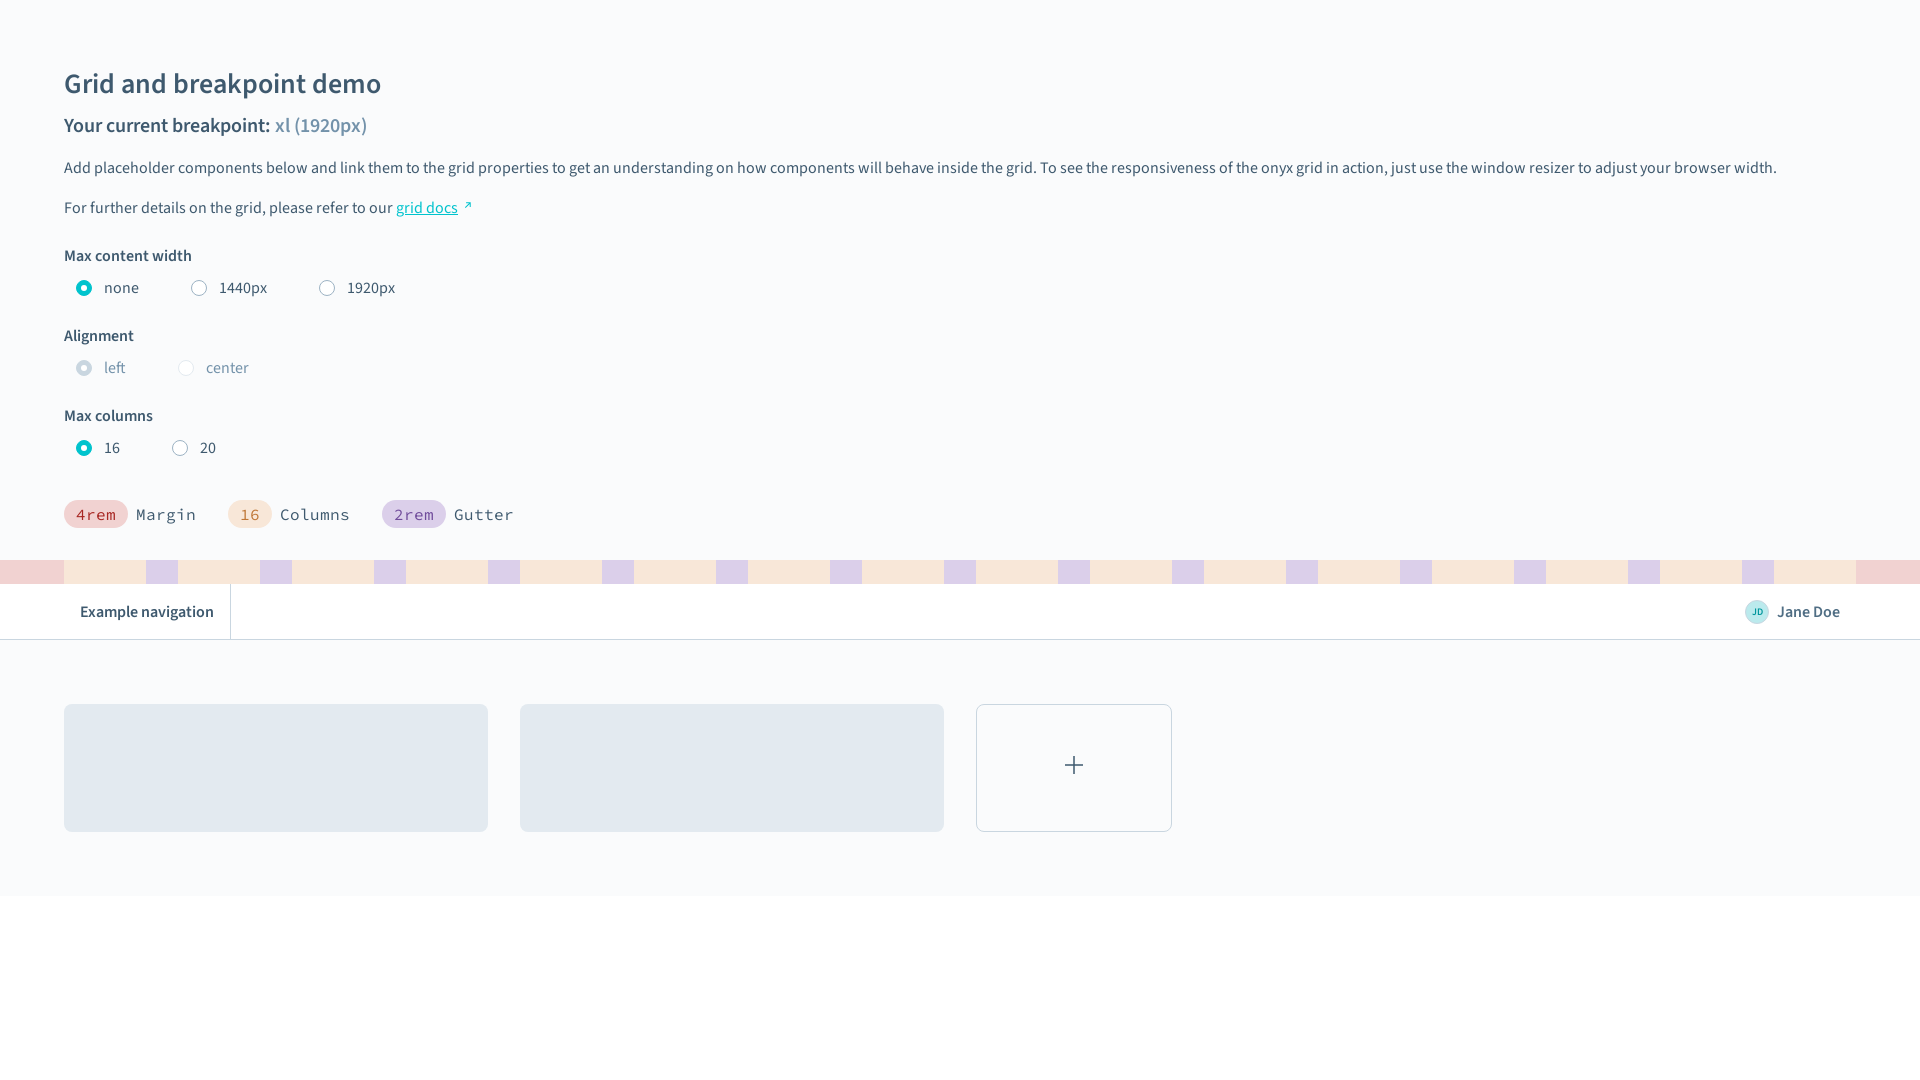 Grid and breakpoint demo
Your current breakpoint: xl (1920px)
Add placeholder components below and link them to the grid properties to get an understanding on how components will behave inside the grid. To see the responsiveness of the onyx grid in action, just use the window resizer to adjust your browser width.
For further details on the grid, please refer to our grid docs
Max content width
none 1440px 1920px
Alignment
left center
Max columns
16 20
4rem Margin 16 Columns 2rem Gutter
Example navigation JD Jane Doe